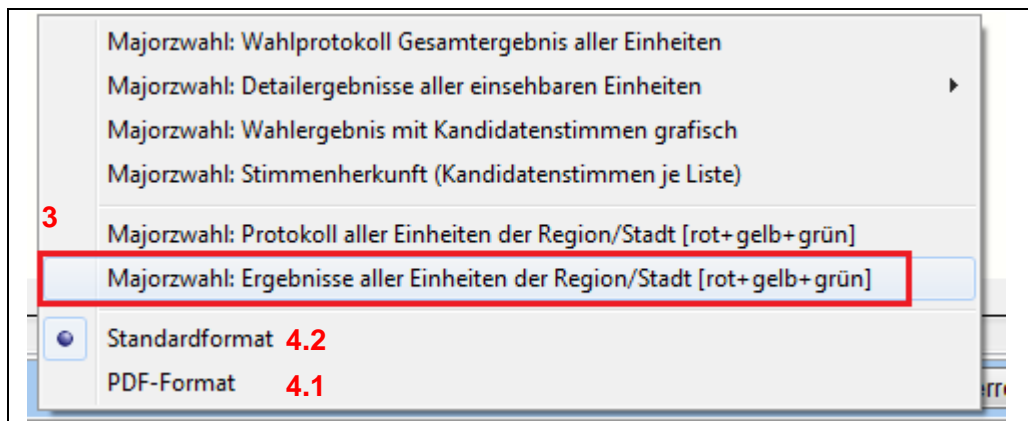 Majorzwahl: Wahlprotokoll Gesamtergebnis aller Einheiten
Majorzwahl: Detailergebnisse aller einsehbaren Einheiten
Majorzwahl: Wahlergebnis mit Kandidatenstimmen grafisch
Majorzwahl: Stimmenherkunft (Kandidatenstimmen je Liste)
3
Majorzwahl: Protokoll aller Einheiten der Region/Stadt [rot+gelb+grün]
Majorzwahl: Ergebnisse aller Einheiten der Region/Stadt [rot+gelb+grün]
Standardformat 4.2
PDF-Format 4.1